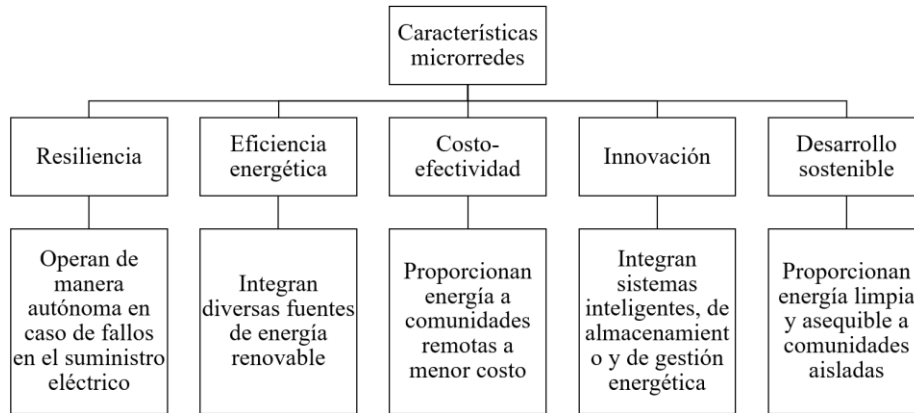 Características
microrredes
Resiliencia
Eficiencia
energética
Costo-
efectividad
Innovación
Desarrollo
sostenible
Operan de
manera
autónoma en
caso de fallos
en el suministro
eléctrico
Integran
diversas fuentes
de energía
renovable
Proporcionan
energía a
comunidades
remotas a
menor costo
Integran
sistemas
inteligentes, de
almacenamient
o y de gestión
energética
Proporcionan
energía limpia
y asequible a
comunidades
aisladas